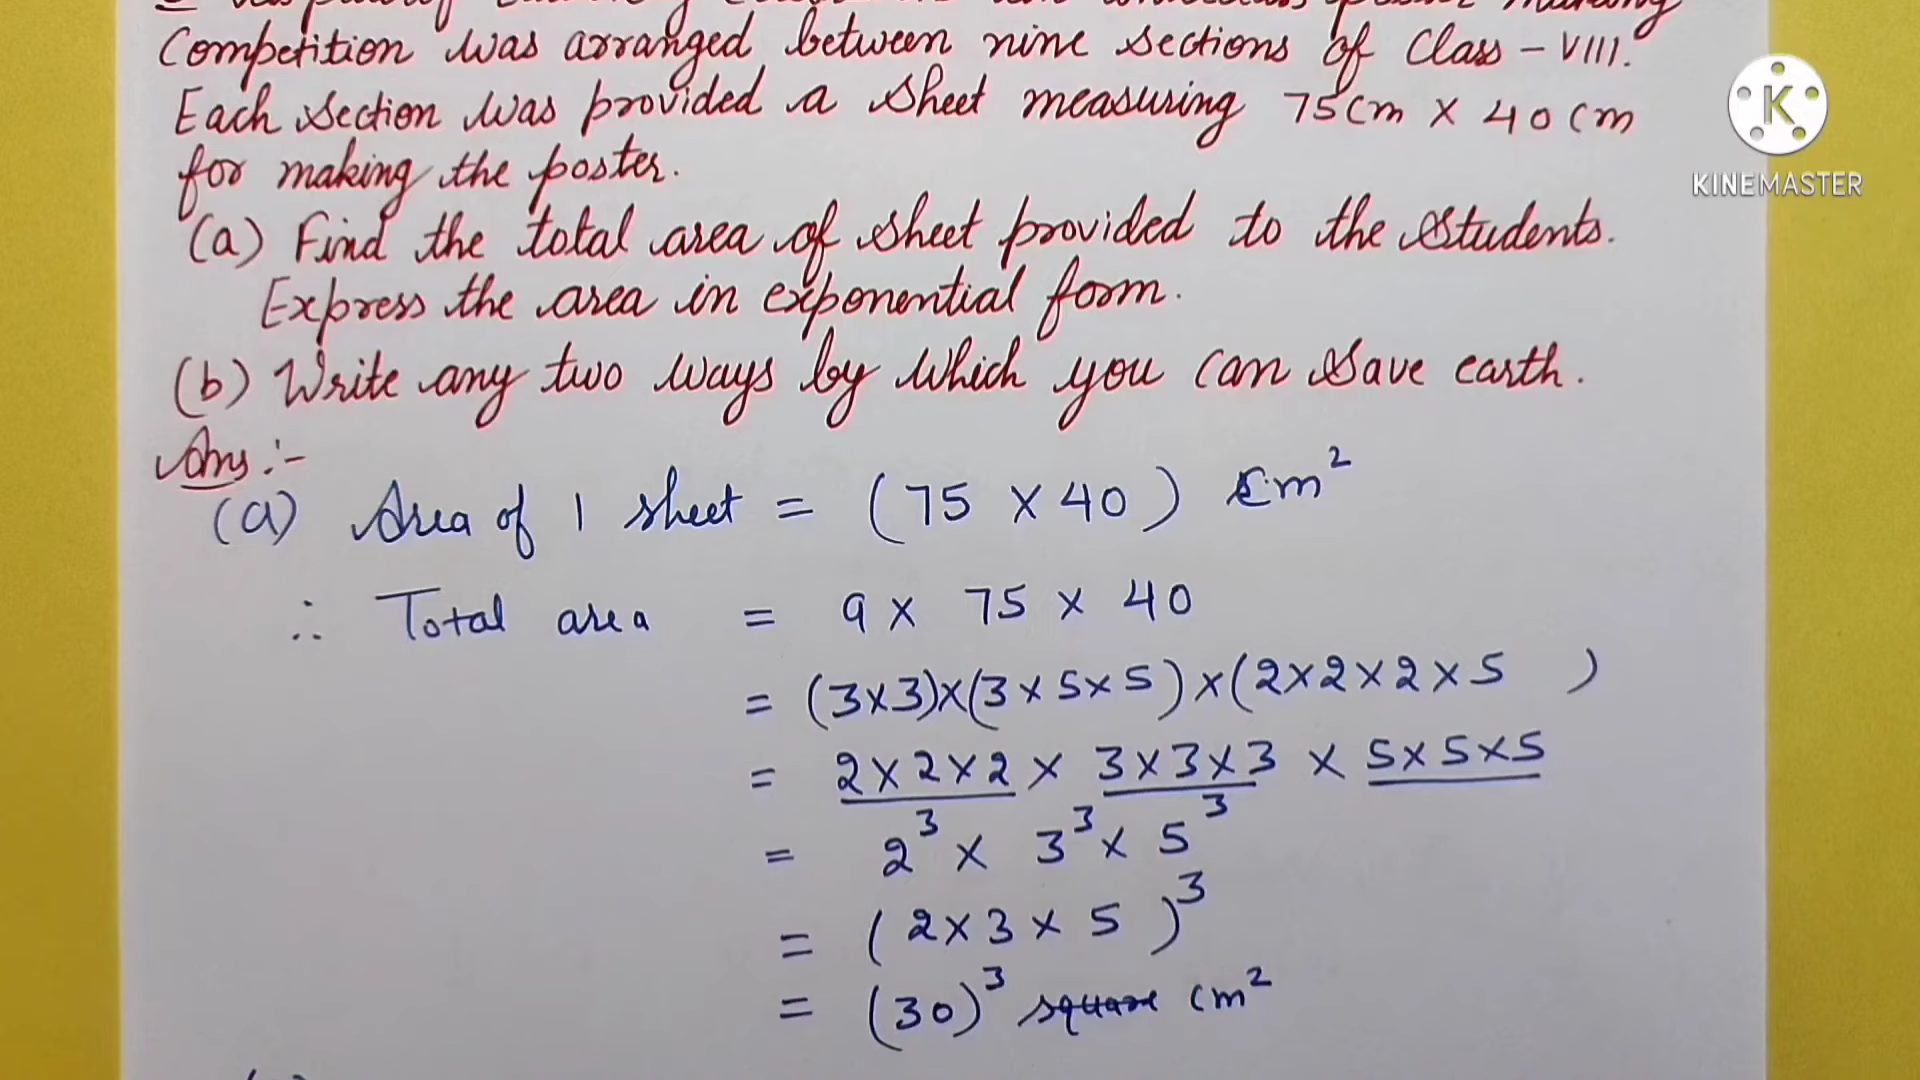 Competition was arranged between nine sections of Class - VIII.
Each Section was provided a sheet measuring 75cm x 40cm
for making the poster.
(a) Find the total area of sheet provided to the students.
Express the area in exponential form.
(b) Write any two ways by which you can save earth.
Ans:-
(a) Area of 1 sheet = (75 × 40) cm²
∴ Total area = 9 × 75 × 40
= (3×3)×(3×5×5)×(2×2×2×5 )
= 2×2×2 × 3×3×3 × 5×5×5
= 2³ × 3³ × 5³
= (2×3×5)³
= (30)³ square cm²
K
KINEMASTER